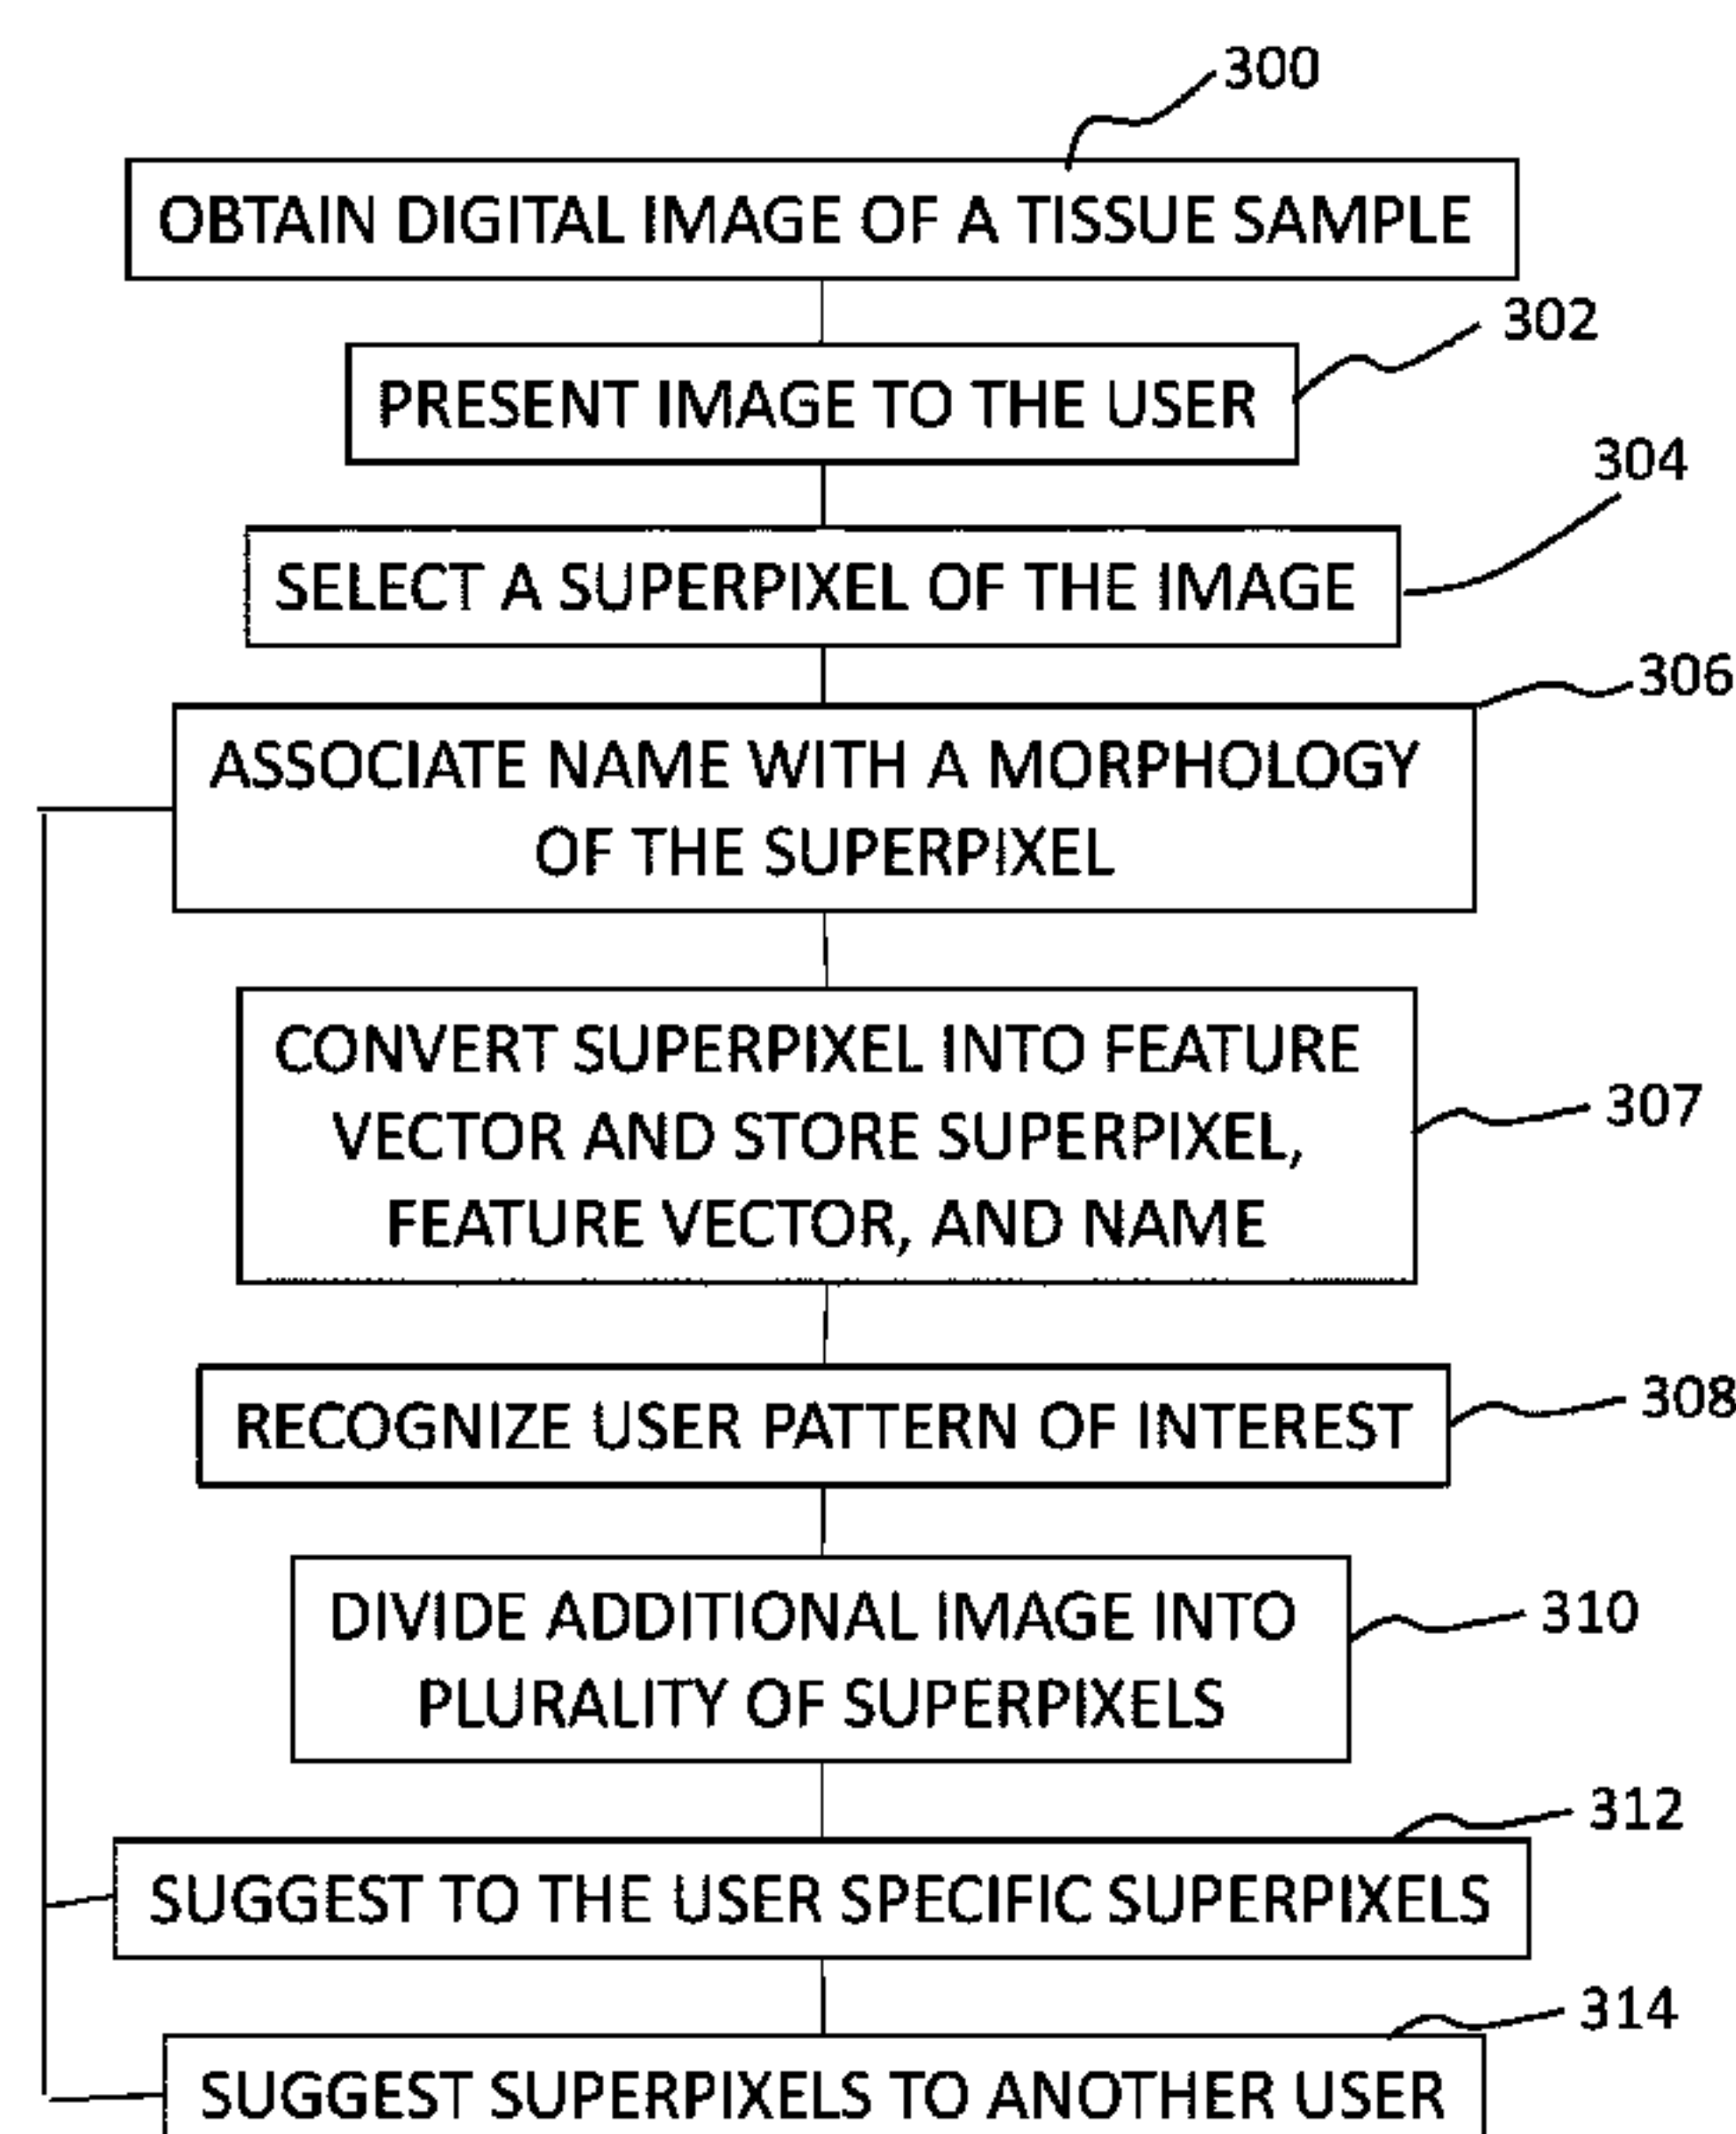 300
OBTAIN DIGITAL IMAGE OF A TISSUE SAMPLE
302
PRESENT IMAGE TO THE USER
304
SELECT A SUPERPIXEL OF THE IMAGE
306
ASSOCIATE NAME WITH A MORPHOLOGY
OF THE SUPERPIXEL
CONVERT SUPERPIXEL INTO FEATURE
VECTOR AND STORE SUPERPIXEL,
FEATURE VECTOR, AND NAME
307
RECOGNIZE USER PATTERN OF INTEREST
308
DIVIDE ADDITIONAL IMAGE INTO
PLURALITY OF SUPERPIXELS
310
312
SUGGEST TO THE USER SPECIFIC SUPERPIXELS
314
SUGGEST SUPERPIXELS TO ANOTHER USER